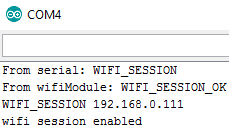 COM4
From serial: WIFI_SESSION
From wifiModule: WIFI_SESSION_OK
WIFI_SESSION 192.168.0.111
wifi session enabled